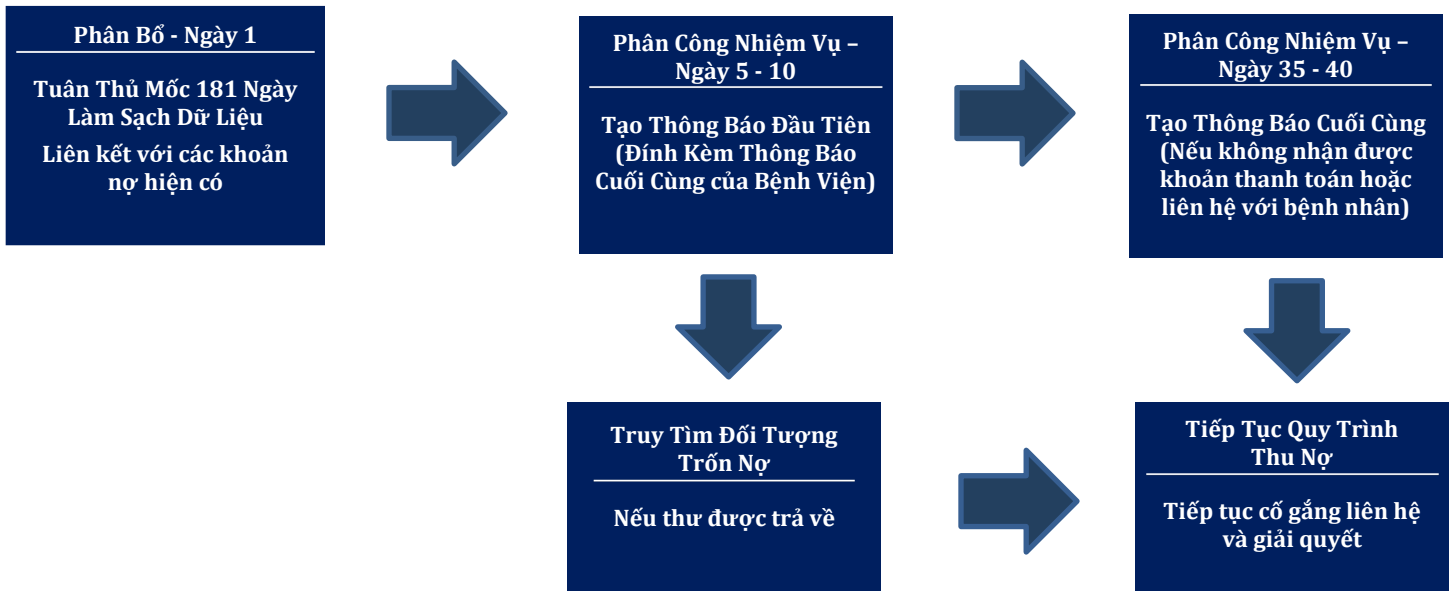 Phân Bổ - Ngày 1
Tuân Thủ Mốc 181 Ngày
Làm Sạch Dữ Liệu
Liên kết với các khoản
nợ hiện có
Phân Công Nhiệm Vụ –
Ngày 5 - 10
Tạo Thông Báo Đầu Tiên
(Đính Kèm Thông Báo
Cuối Cùng của Bệnh Viện)
Phân Công Nhiệm Vụ –
Ngày 35 - 40
Tạo Thông Báo Cuối Cùng
(Nếu không nhận được
khoản thanh toán hoặc
liên hệ với bệnh nhân)
Truy Tìm Đối Tượng
Trốn Nợ
Nếu thư được trả về
Tiếp Tục Quy Trình
Thu Nợ
Tiếp tục cố gắng liên hệ
và giải quyết